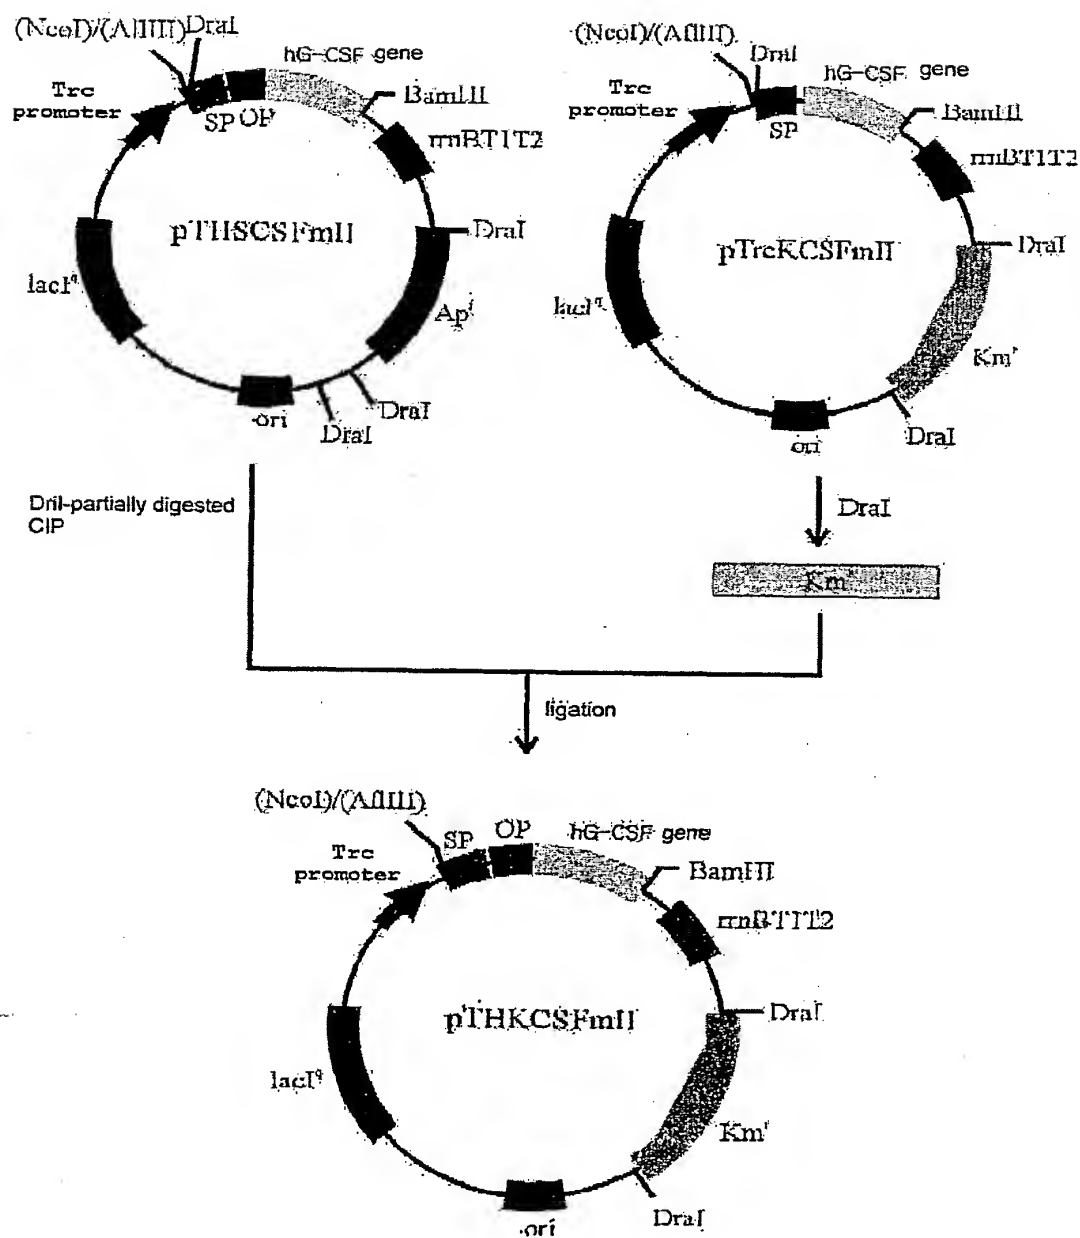 (NcoI)/(AflIII) DraI
hG-CSF gene
Trc
promoter
BamHI
SP OP
rrnBT1T2
pTHSCSFmII
DraI
lacI^q
Ap^r
DraI
ori
DraI
(NcoI)/(AflIII)
DraI
hG-CSF gene
Trc
promoter
BamHI
SP
rrnBT1T2
pTrcKCSFmII
DraI
lacI^q
Km^r
DraI
ori
DraI-partially digested
CIP
DraI
Km^r
ligation
(NcoI)/(AflIII)
SP OP
hG-CSF gene
Trc
promoter
BamHI
rrnBT1T2
pTHKCSFmII
DraI
lacI^q
Km^r
DraI
ori